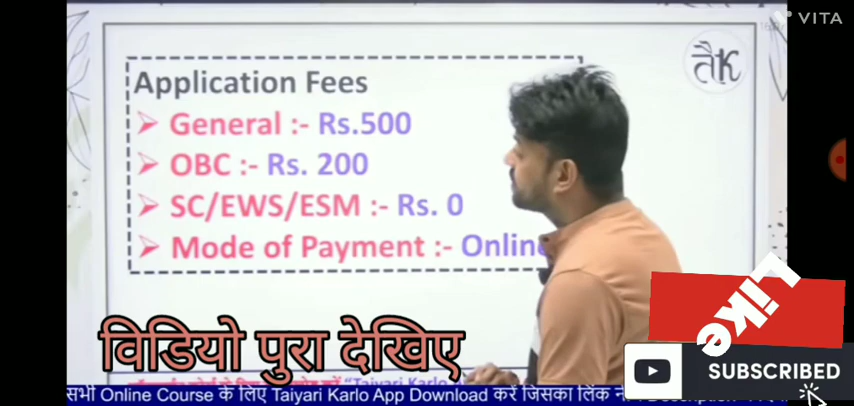 VITA
तैK
Application Fees
➤ General :- Rs.500
➤ OBC :- Rs. 200
➤ SC/EWS/ESM :- Rs. 0
➤ Mode of Payment :- Online
Like
विडियो पुरा देखिए
SUBSCRIBED
सभी Online Course के लिए Taiyari Karlo App Download करें जिसका लिंक